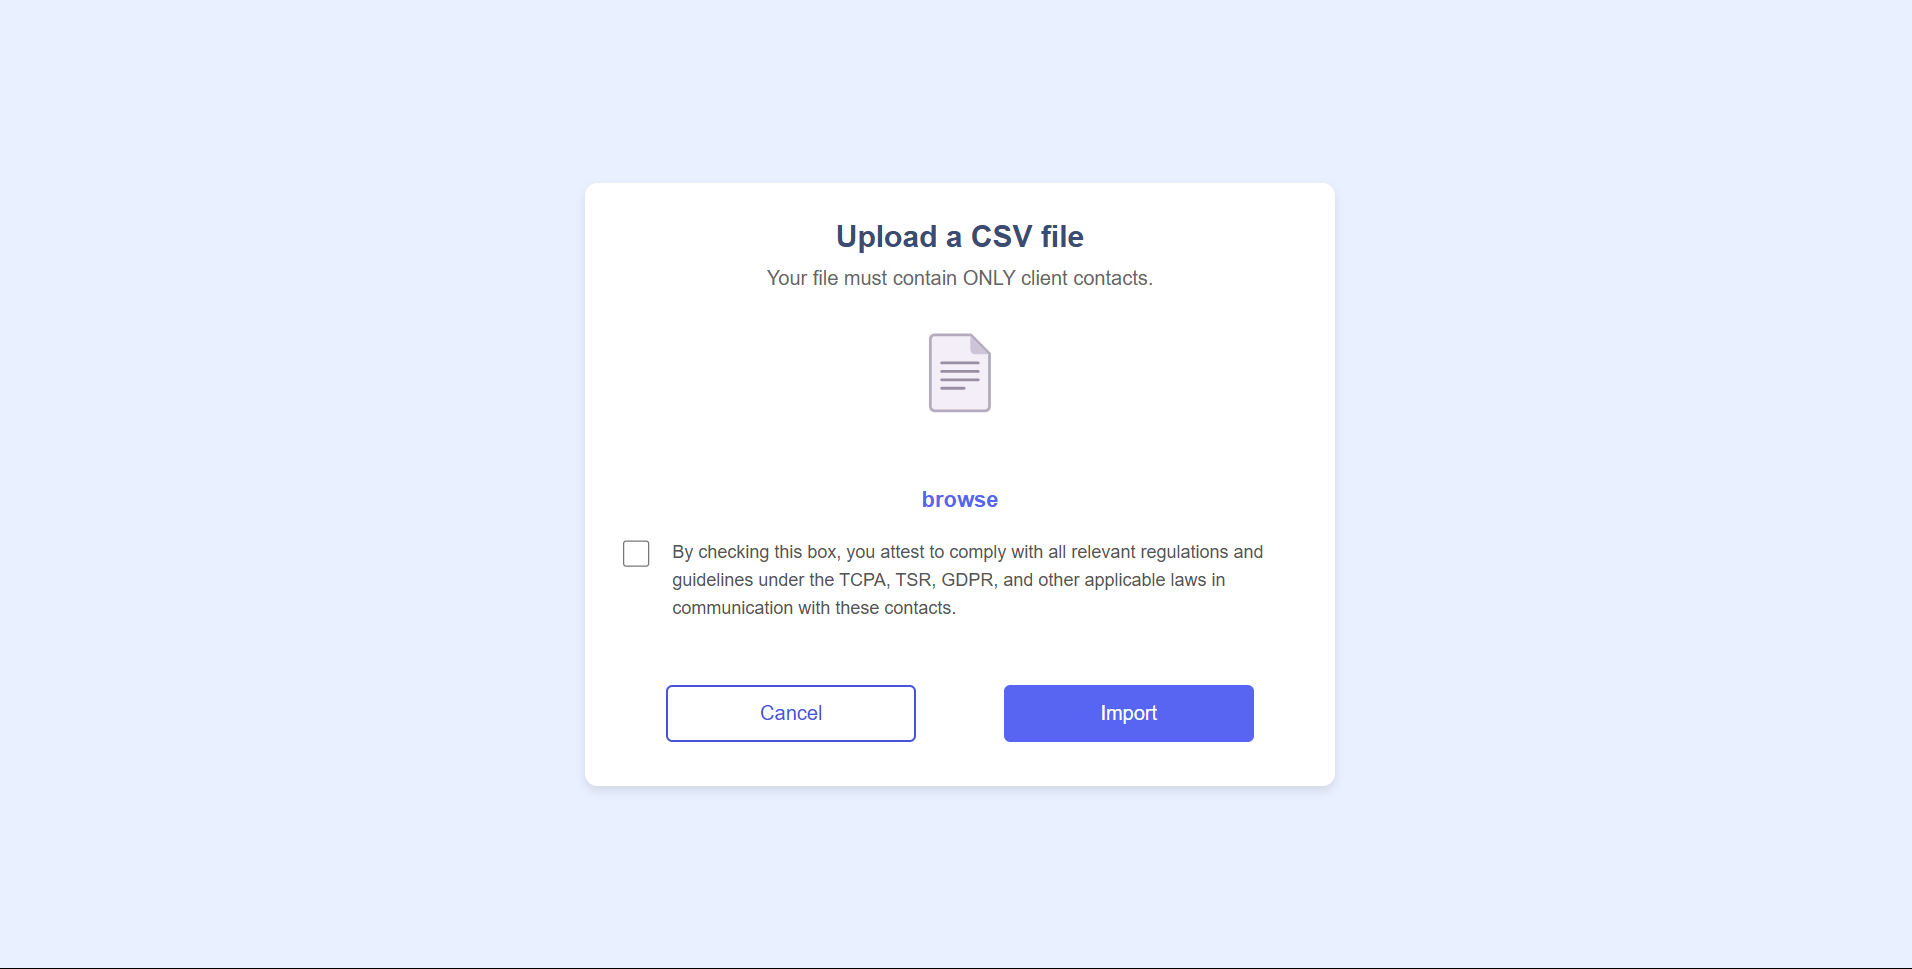 Upload a CSV file
Your file must contain ONLY client contacts.
browse
By checking this box, you attest to comply with all relevant regulations and
guidelines under the TCPA, TSR, GDPR, and other applicable laws in
communication with these contacts.
Cancel
Import